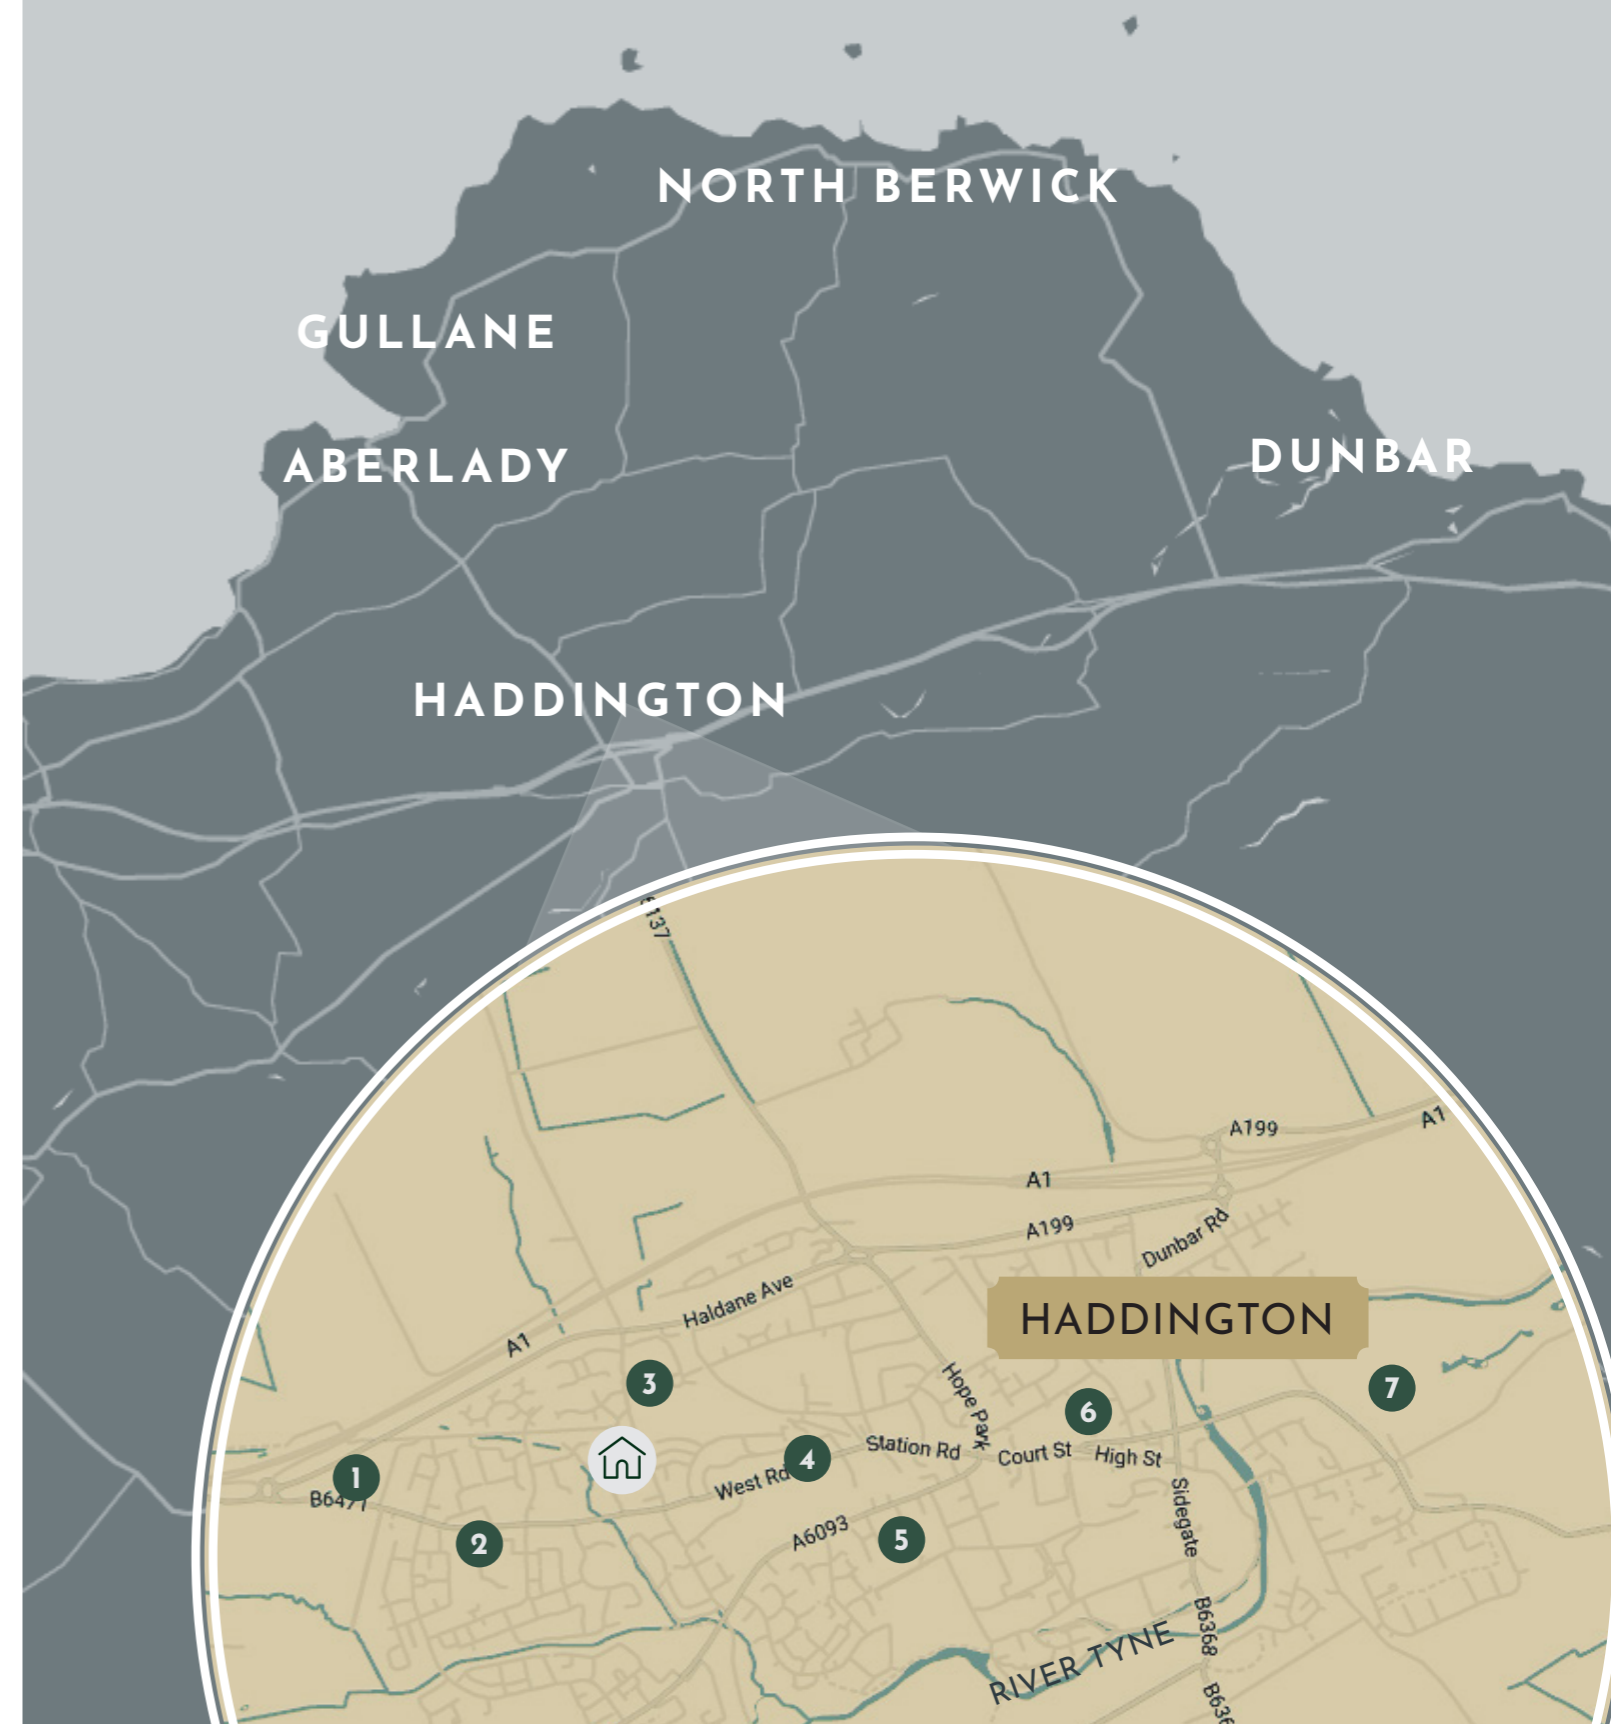 NORTH BERWICK
GULLANE
DUNBAR
ABERLADY
HADDINGTON
A199
A1
A1
A199
Dunbar Rd
Haldane Ave
HADDINGTON
A1
3
Hope Park
7
6
1
4
Station Rd
Court St
High St
West Rd
2
A6093
5
Sidegate
B6368
RIVER TYNE